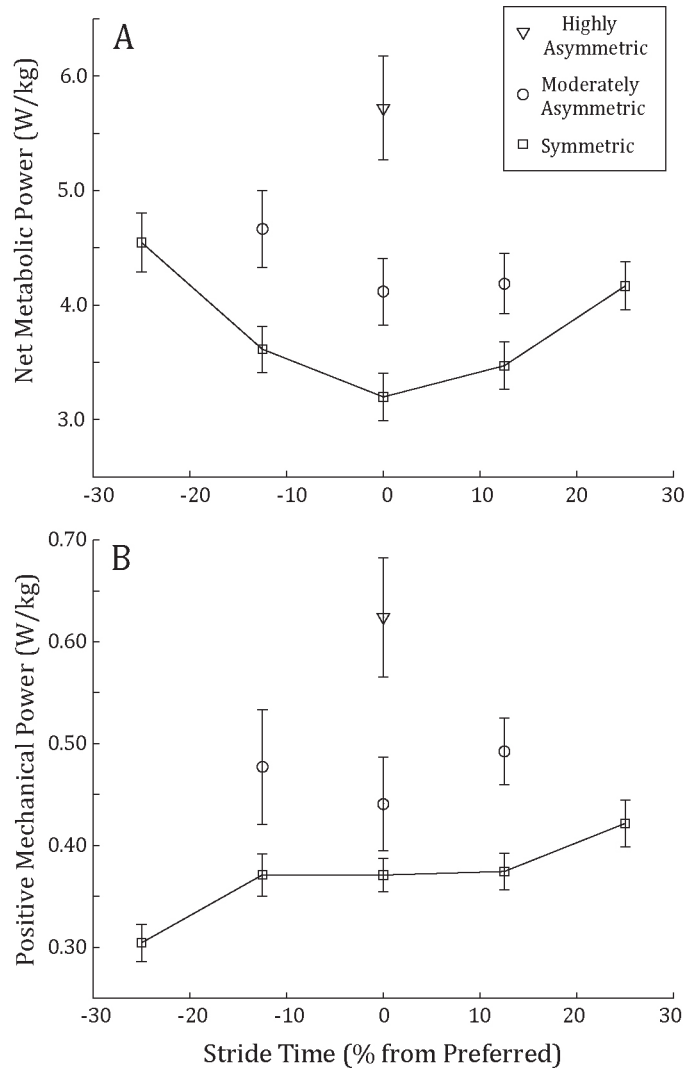 A
Highly
Asymmetric
Moderately
Asymmetric
Symmetric
Net Metabolic Power (W/kg)
6.0
5.0
4.0
3.0
-30 -20 -10 0 10 20 30
B
Positive Mechanical Power (W/kg)
0.70
0.60
0.50
0.40
0.30
-30 -20 -10 0 10 20 30
Stride Time (% from Preferred)